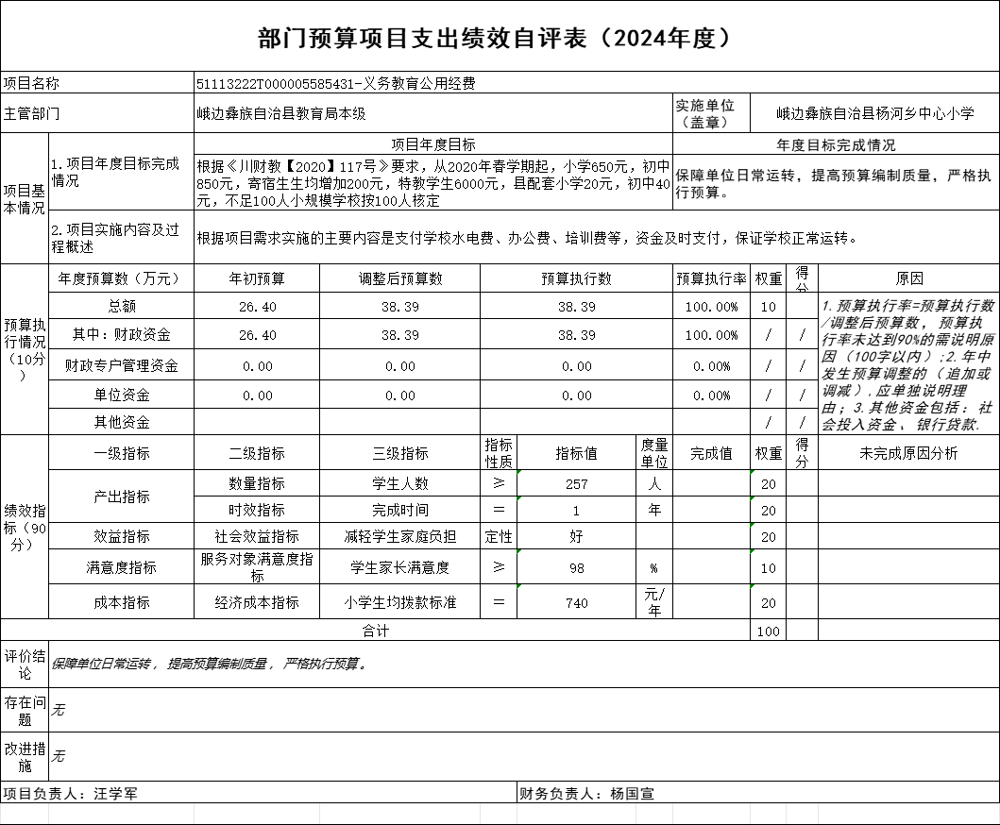 部门预算项目支出绩效自评表（2024年度）
项目名称
51113222T000005585431-义务教育公用经费
主管部门
峨边彝族自治县教育局本级
实施单位
（盖章）
峨边彝族自治县杨河乡中心小学
项目基
本情况
1.项目年度目标完成
情况
项目年度目标
年度目标完成情况
根据《川财教【2020】117号》要求，从2020年春学期起，小学650元，初中
850元，寄宿生生均增加200元，特教学生6000元，县配套小学20元，初中40
元，不足100人小规模学校按100人核定
保障单位日常运转，提高预算编制质量，严格执
行预算。
2.项目实施内容及过
程概述
根据项目需求实施的主要内容是支付学校水电费、办公费、培训费等，资金及时支付，保证学校正常运转。
预算执
行情况
（10分
）
年度预算数（万元） 年初预算 调整后预算数 预算执行数 预算执行率 权重 得分 原因
总额 26.40 38.39 38.39 100.00% 10
其中：财政资金 26.40 38.39 38.39 100.00% / /
财政专户管理资金 0.00 0.00 0.00 0.00% / /
单位资金 0.00 0.00 0.00 0.00% / /
其他资金 / /
1.预算执行率=预算执行数
/调整后预算数，预算执
行率未达到90%的需说明原
因（100字以内）;2.年中
发生预算调整的（追加或
调减）,应单独说明理
由；3.其他资金包括：社
会投入资金、银行贷款.
绩效指
标（90
分）
一级指标 二级指标 三级指标 指标性质 指标值 度量单位 完成值 权重 得分 未完成原因分析
产出指标 数量指标 学生人数 ≥ 257 人 20
时效指标 完成时间 ＝ 1 年 20
效益指标 社会效益指标 减轻学生家庭负担 定性 好 20
满意度指标 服务对象满意度指标 学生家长满意度 ≥ 98 % 10
成本指标 经济成本指标 小学生均拨款标准 ＝ 740 元/年 20
合计 100
评价结
论
保障单位日常运转，提高预算编制质量，严格执行预算。
存在问
题
无
改进措
施
无
项目负责人：汪学军 财务负责人：杨国宣